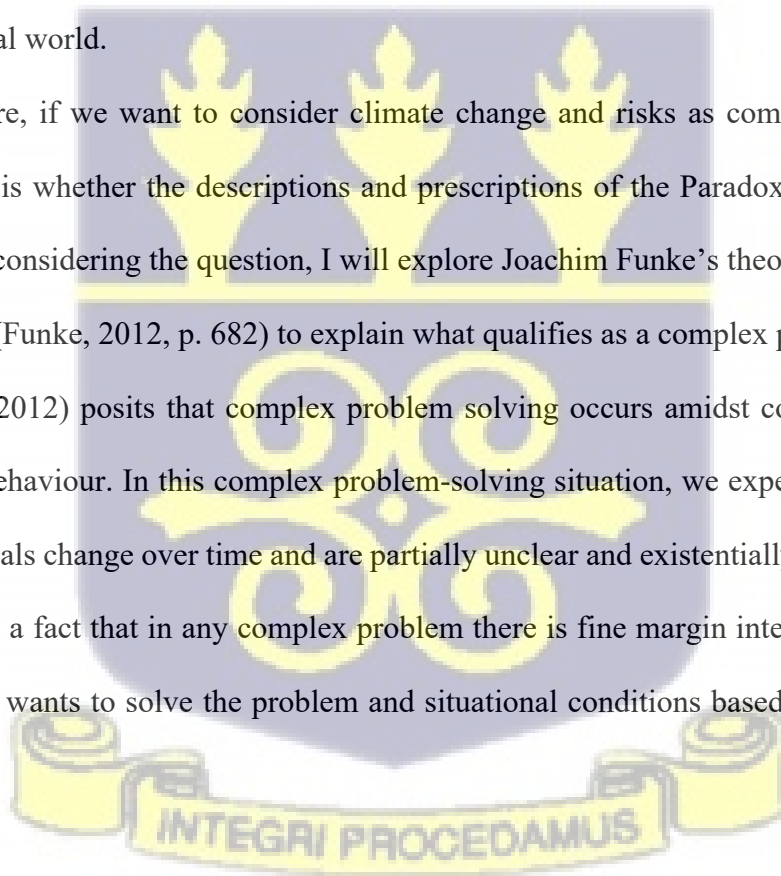 al world.
re, if we want to consider climate change and risks as com
is whether the descriptions and prescriptions of the Paradox
considering the question, I will explore Joachim Funke’s theo
(Funke, 2012, p. 682) to explain what qualifies as a complex p
2012) posits that complex problem solving occurs amidst co
ehaviour. In this complex problem-solving situation, we expe
als change over time and are partially unclear and existentiall
a fact that in any complex problem there is fine margin inte
wants to solve the problem and situational conditions based
INTEGRI PROCEDAMUS